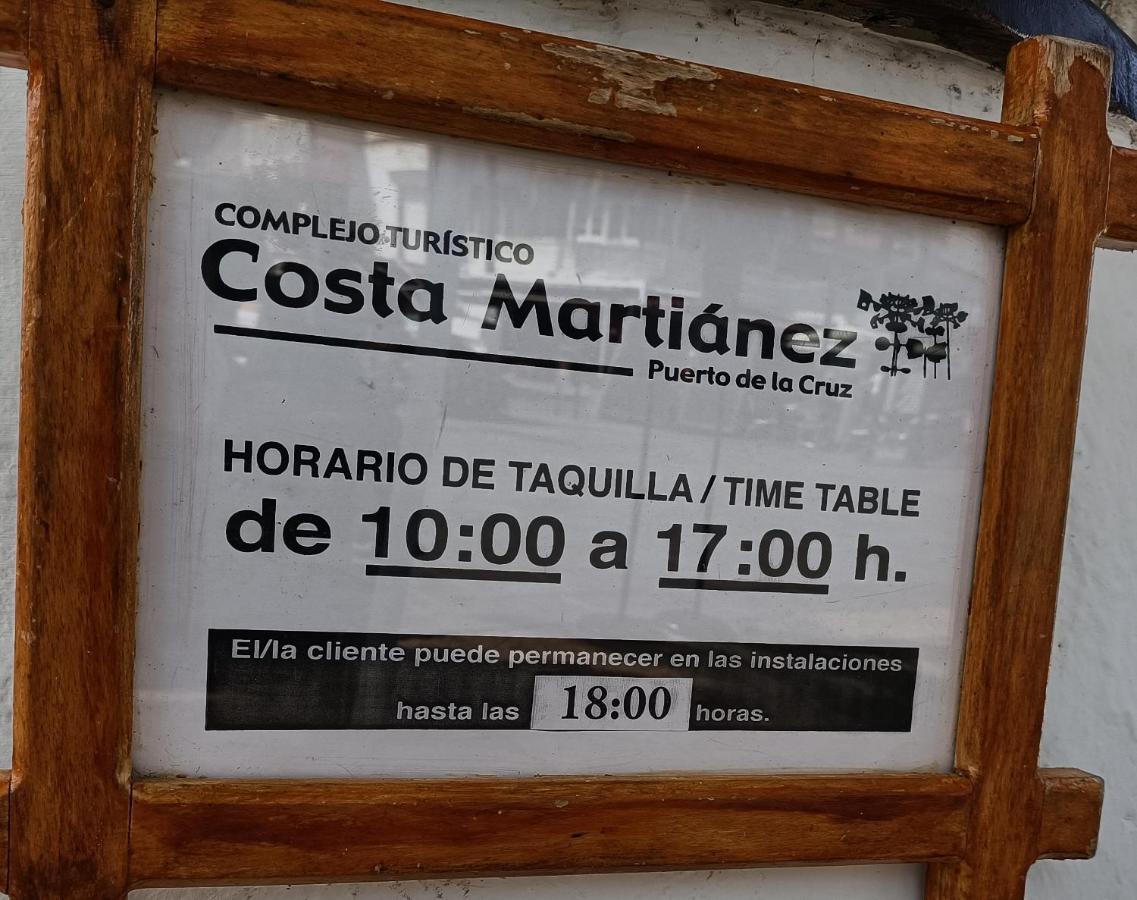 COMPLEJO TURÍSTICO
Costa Martiánez
Puerto de la Cruz
HORARIO DE TAQUILLA / TIME TABLE
de 10:00 a 17:00 h.
El/la cliente puede permanecer en las instalaciones
hasta las 18:00 horas.